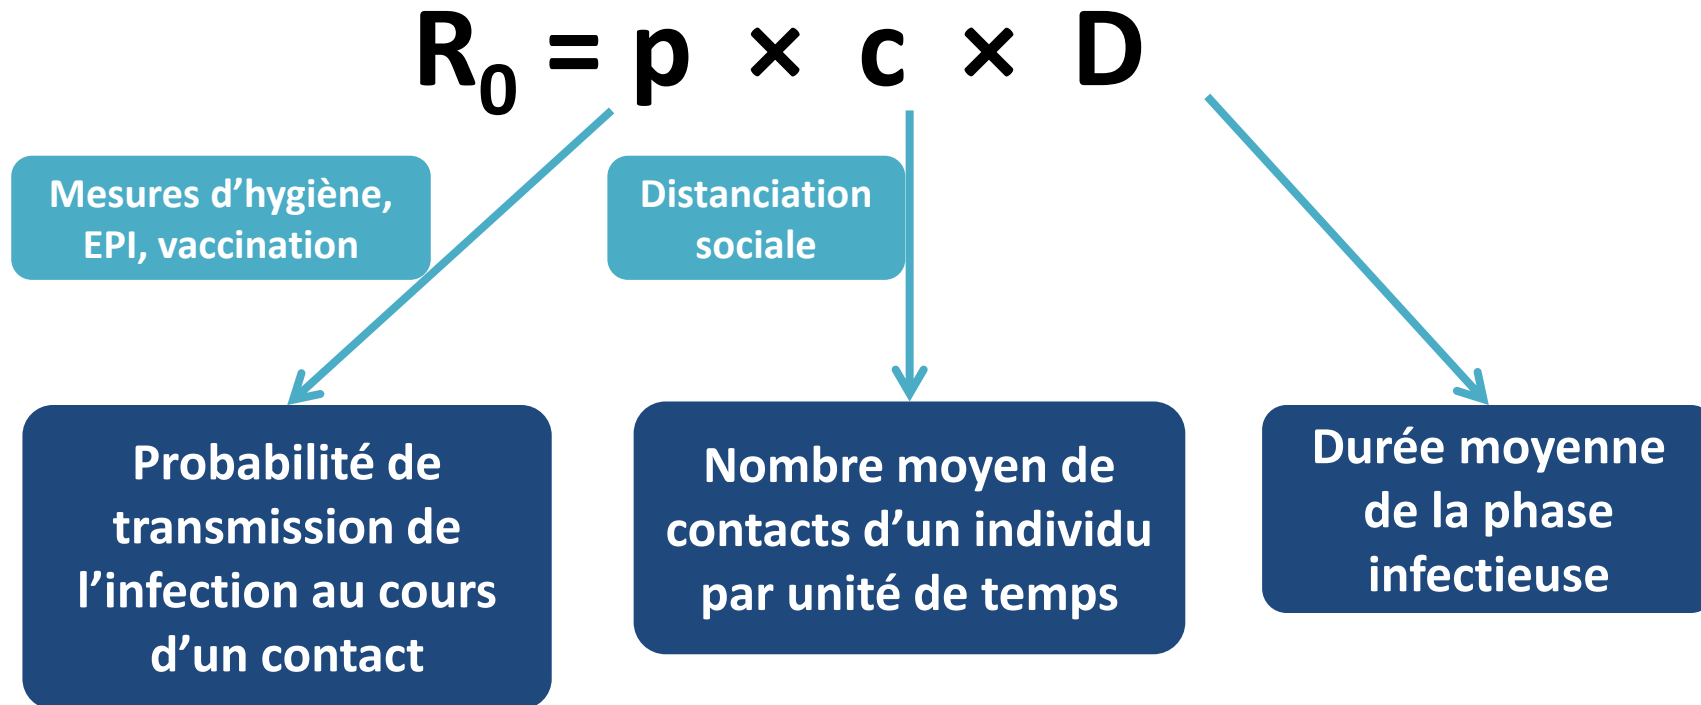 R₀ = p × c × D
Mesures d’hygiène,
EPI, vaccination
Distanciation
sociale
Probabilité de
transmission de
l’infection au cours
d’un contact
Nombre moyen de
contacts d’un individu
par unité de temps
Durée moyenne
de la phase
infectieuse